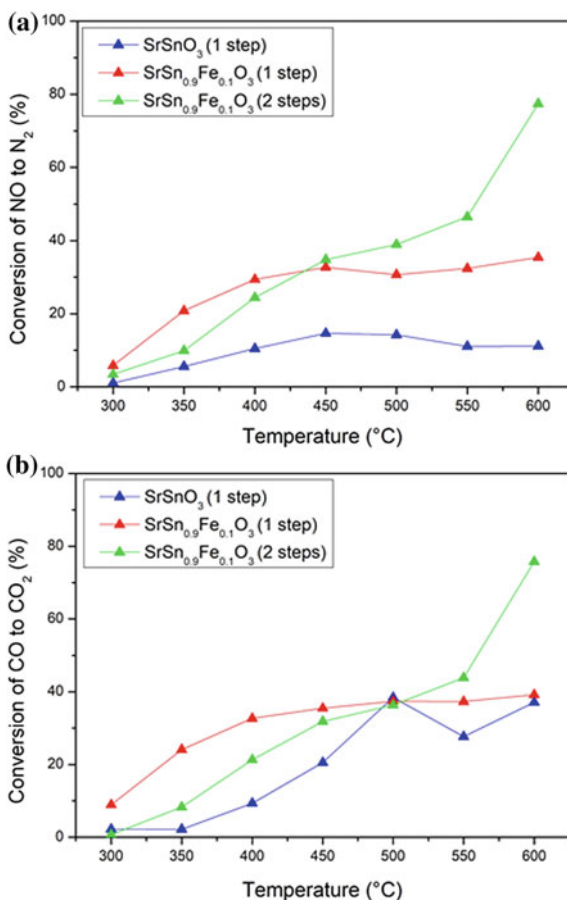 (a)
100
80
60
40
20
0
Conversion of NO to N₂ (%)
SrSnO₃ (1 step)
SrSn₀.₉Fe₀.₁O₃ (1 step)
SrSn₀.₉Fe₀.₁O₃ (2 steps)
300 350 400 450 500 550 600
Temperature (°C)
(b)
100
80
60
40
20
0
Conversion of CO to CO₂ (%)
SrSnO₃ (1 step)
SrSn₀.₉Fe₀.₁O₃ (1 step)
SrSn₀.₉Fe₀.₁O₃ (2 steps)
300 350 400 450 500 550 600
Temperature (°C)